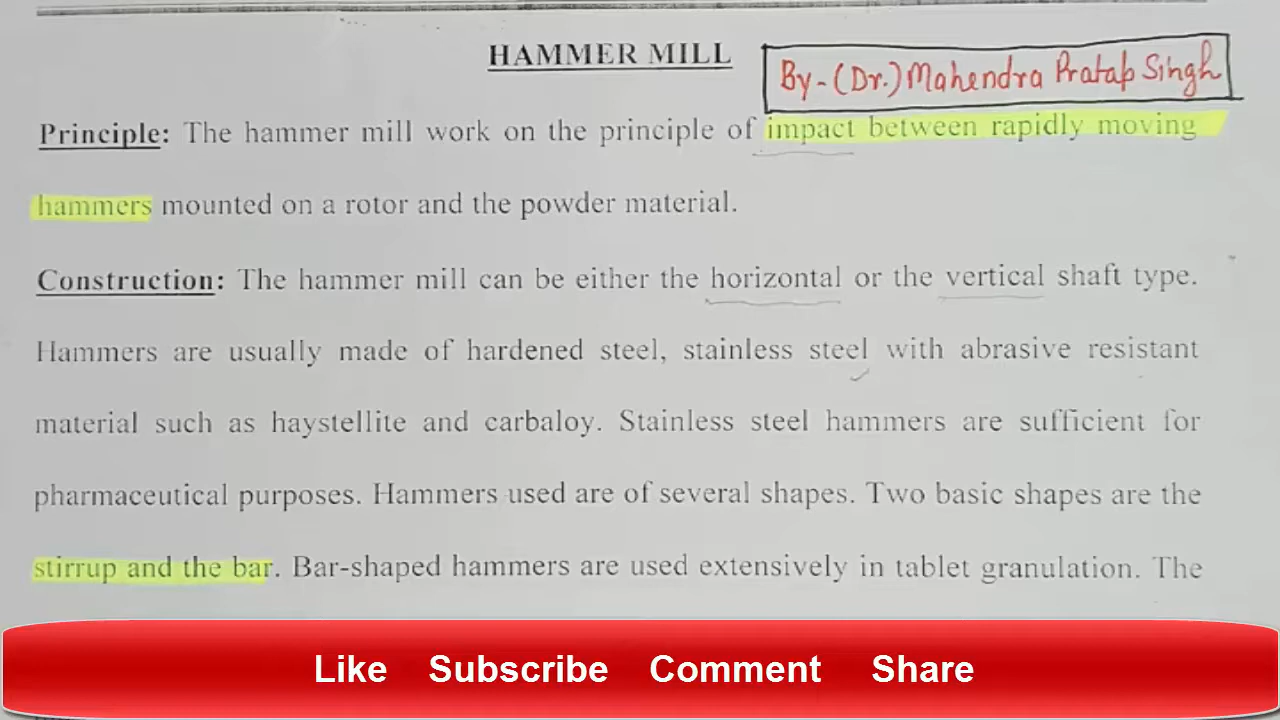 HAMMER MILL
By-(Dr.) Mahendra Pratap Singh
Principle: The hammer mill work on the principle of impact between rapidly moving
hammers mounted on a rotor and the powder material.
Construction: The hammer mill can be either the horizontal or the vertical shaft type.
Hammers are usually made of hardened steel, stainless steel with abrasive resistant
material such as haystellite and carbaloy. Stainless steel hammers are sufficient for
pharmaceutical purposes. Hammers used are of several shapes. Two basic shapes are the
stirrup and the bar. Bar-shaped hammers are used extensively in tablet granulation. The
Like Subscribe Comment Share